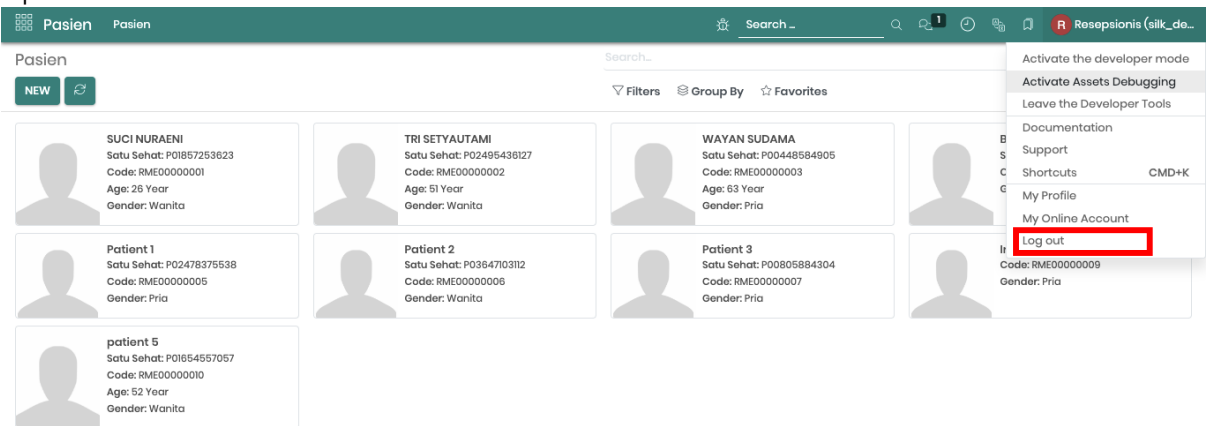 Pasien Pasien Search ... 1 R Resepsionis (silk_de...
Pasien
Search...
NEW
Filters Group By Favorites
Activate the developer mode
Activate Assets Debugging
Leave the Developer Tools
Documentation
Support
Shortcuts CMD+K
My Profile
My Online Account
Log out
SUCI NURAENI
Satu Sehat: P01857253623
Code: RME00000001
Age: 26 Year
Gender: Wanita
TRI SETYAUTAMI
Satu Sehat: P02495436127
Code: RME00000002
Age: 51 Year
Gender: Wanita
WAYAN SUDAMA
Satu Sehat: P00448584905
Code: RME00000003
Age: 63 Year
Gender: Pria
Patient 1
Satu Sehat: P02478375538
Code: RME00000005
Gender: Pria
Patient 2
Satu Sehat: P03647103112
Code: RME00000006
Gender: Wanita
Patient 3
Satu Sehat: P00805884304
Code: RME00000007
Gender: Pria
Code: RME00000009
Gender: Pria
patient 5
Satu Sehat: P01654557057
Code: RME00000010
Age: 52 Year
Gender: Wanita